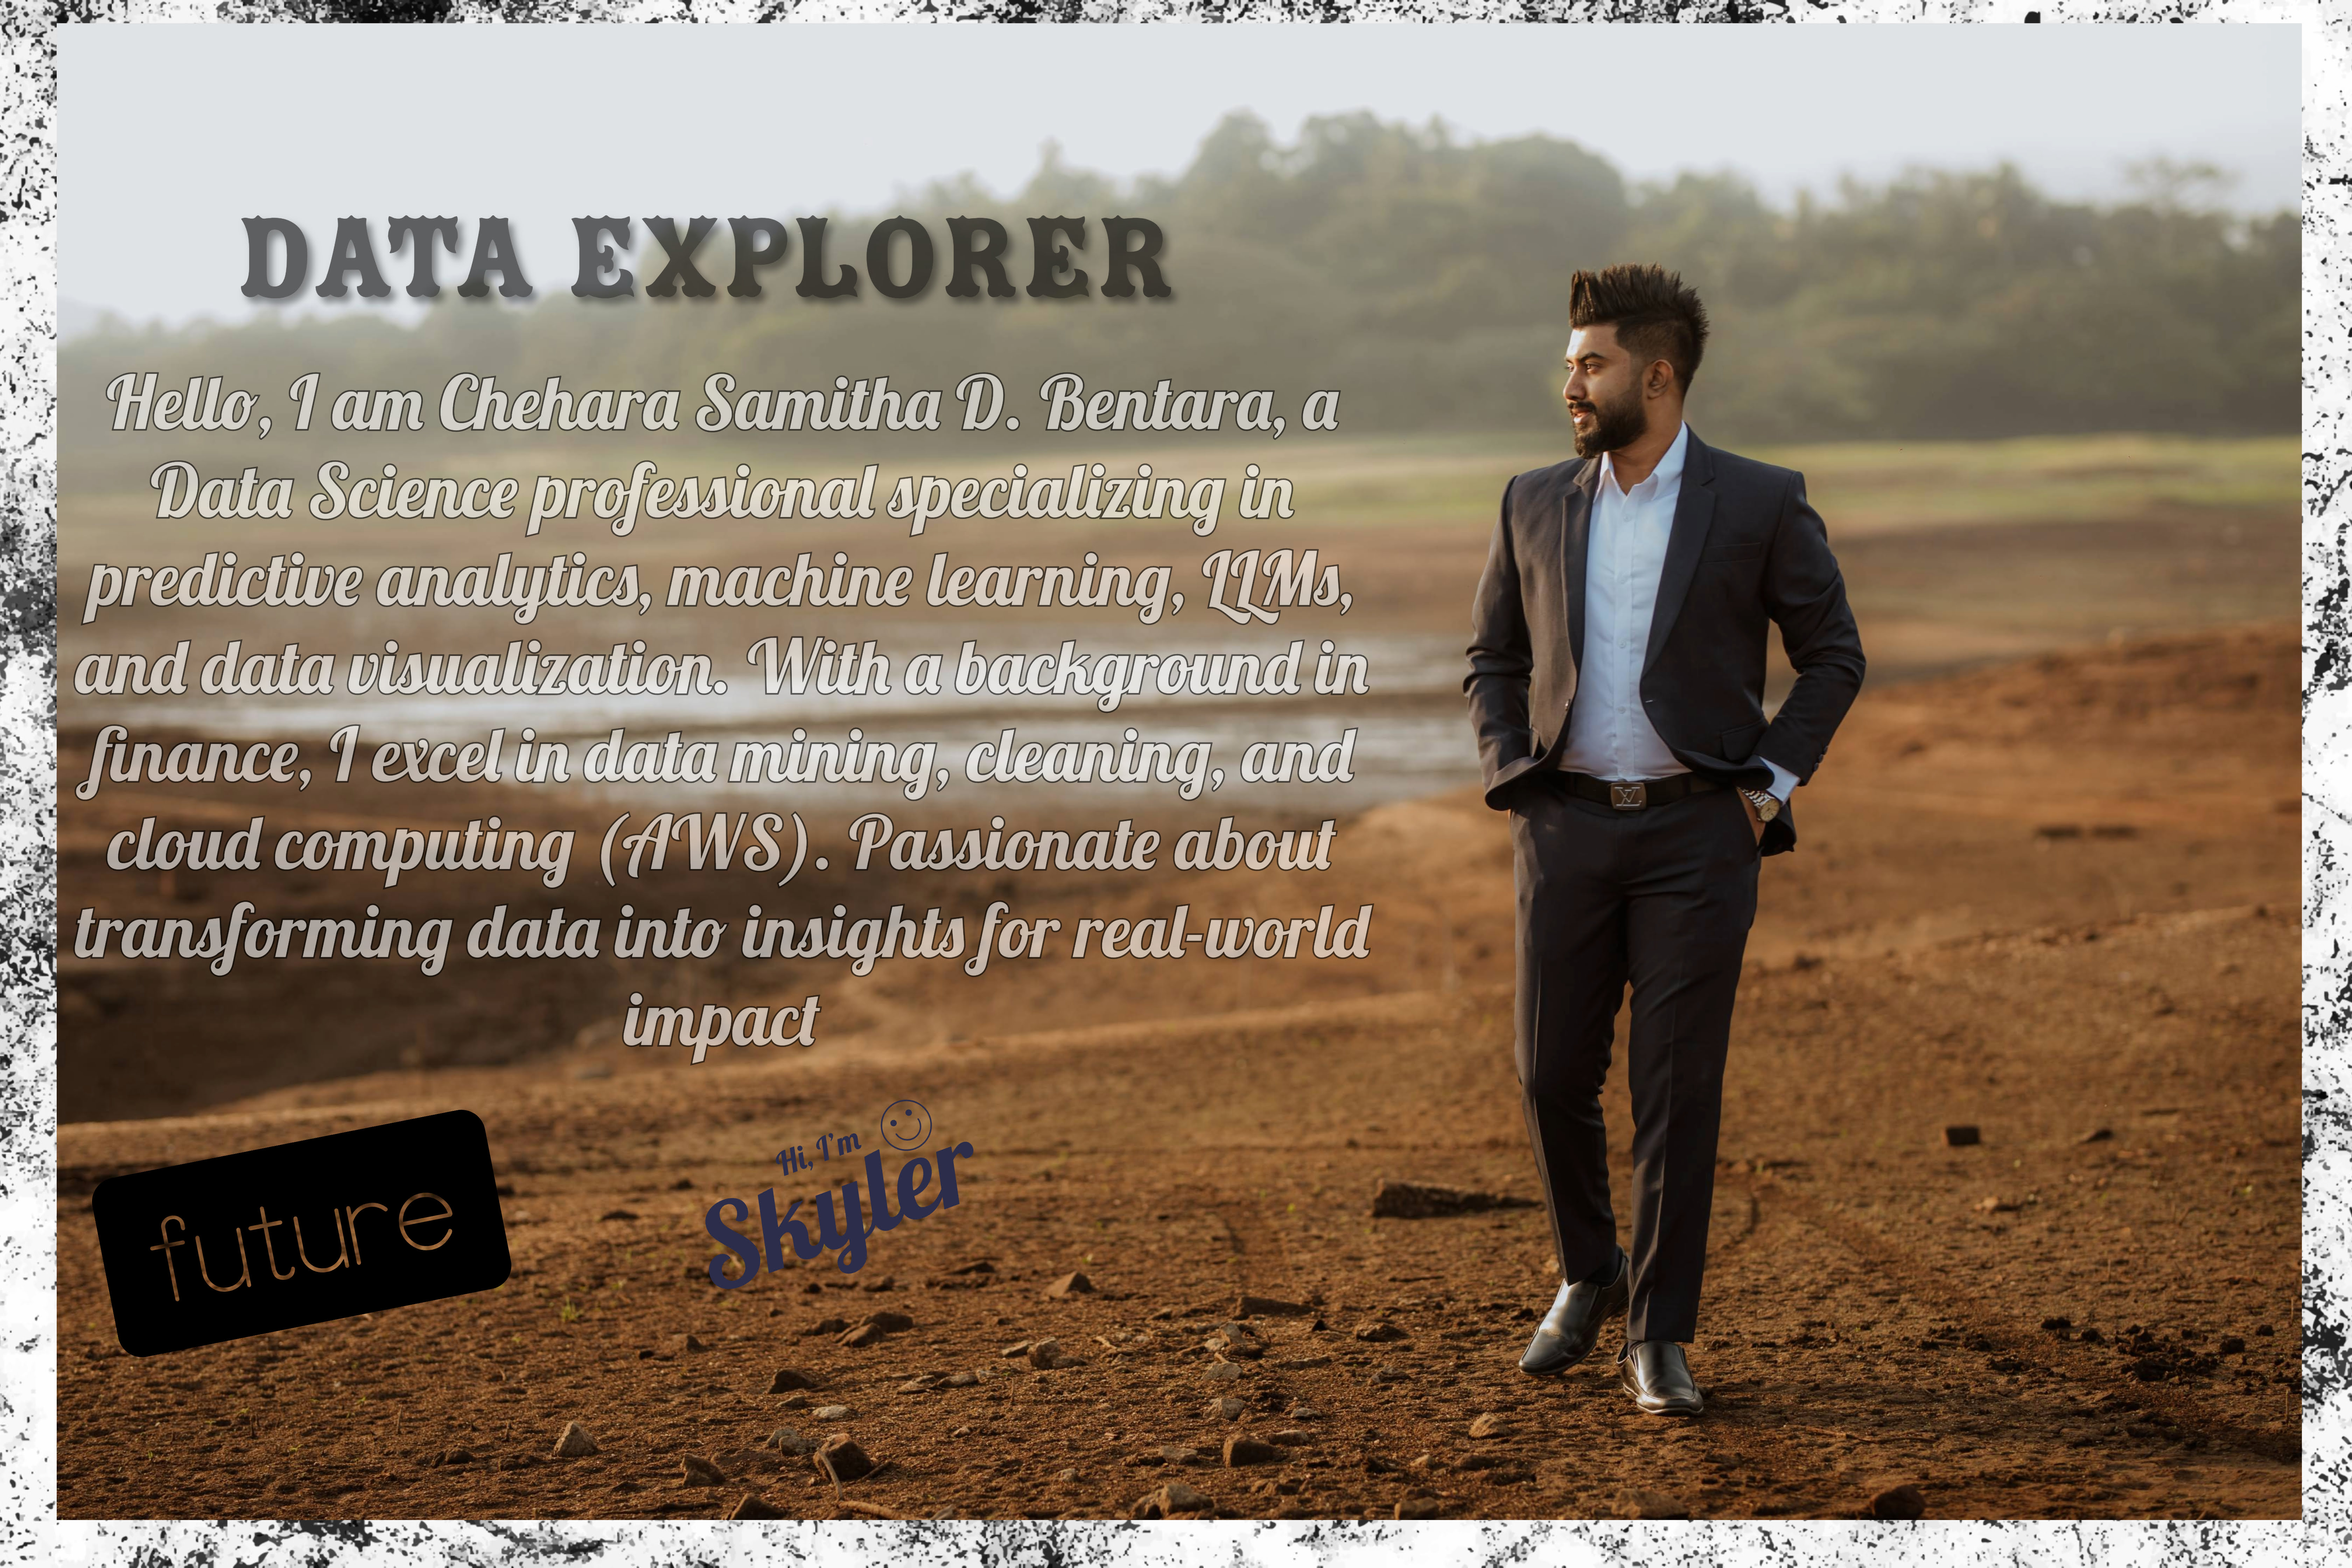 DATA EXPLORER
Hello, I am Chehara Samitha D. Bentara, a
Data Science professional specializing in
predictive analytics, machine learning, LLMs,
and data visualization. With a background in
finance, I excel in data mining, cleaning, and
cloud computing (AWS). Passionate about
transforming data into insights for real-world
impact
future
Hi, I'm
Skyler